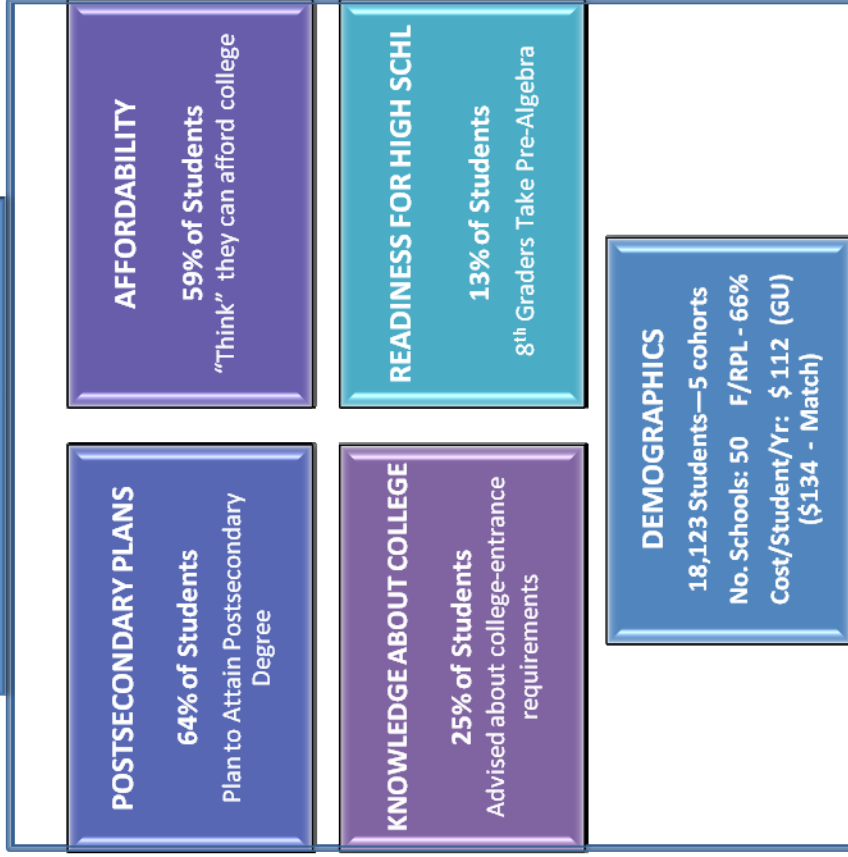 POSTSECONDARY PLANS
64% of Students
Plan to Attain Postsecondary
Degree
AFFORDABILITY
59% of Students
"Think" they can afford college
KNOWLEDGE ABOUT COLLEGE
25% of Students
Advised about college-entrance
requirements
READINESS FOR HIGH SCHL
13% of Students
8th Graders Take Pre-Algebra
DEMOGRAPHICS
18,123 Students—5 cohorts
No. Schools: 50 F/RPL - 66%
Cost/Student/Yr: $ 112 (GU)
($134 - Match)